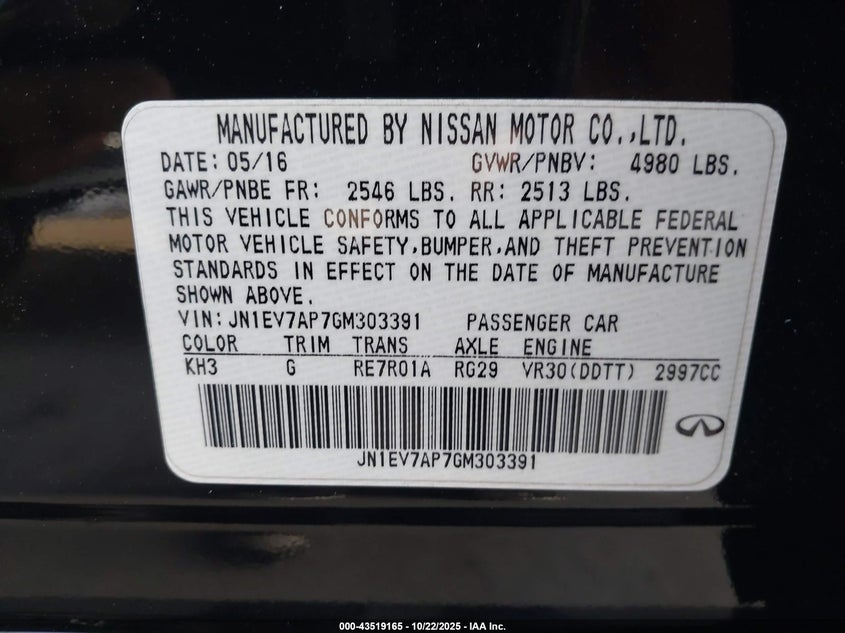 MANUFACTURED BY NISSAN MOTOR CO.,LTD.
DATE: 05/16 GVWR/PNBV: 4980 LBS.
GAWR/PNBE FR: 2546 LBS. RR: 2513 LBS.
THIS VEHICLE CONFORMS TO ALL APPLICABLE FEDERAL
MOTOR VEHICLE SAFETY,BUMPER,AND THEFT PREVENTION
STANDARDS IN EFFECT ON THE DATE OF MANUFACTURE
SHOWN ABOVE.
VIN: JN1EV7AP7GM303391 PASSENGER CAR
COLOR TRIM TRANS AXLE ENGINE
KH3 G RE7R01A RG29 VR30(DDTT) 2997CC
JN1EV7AP7GM303391
000-43519165 - 10/22/2025 - IAA Inc.